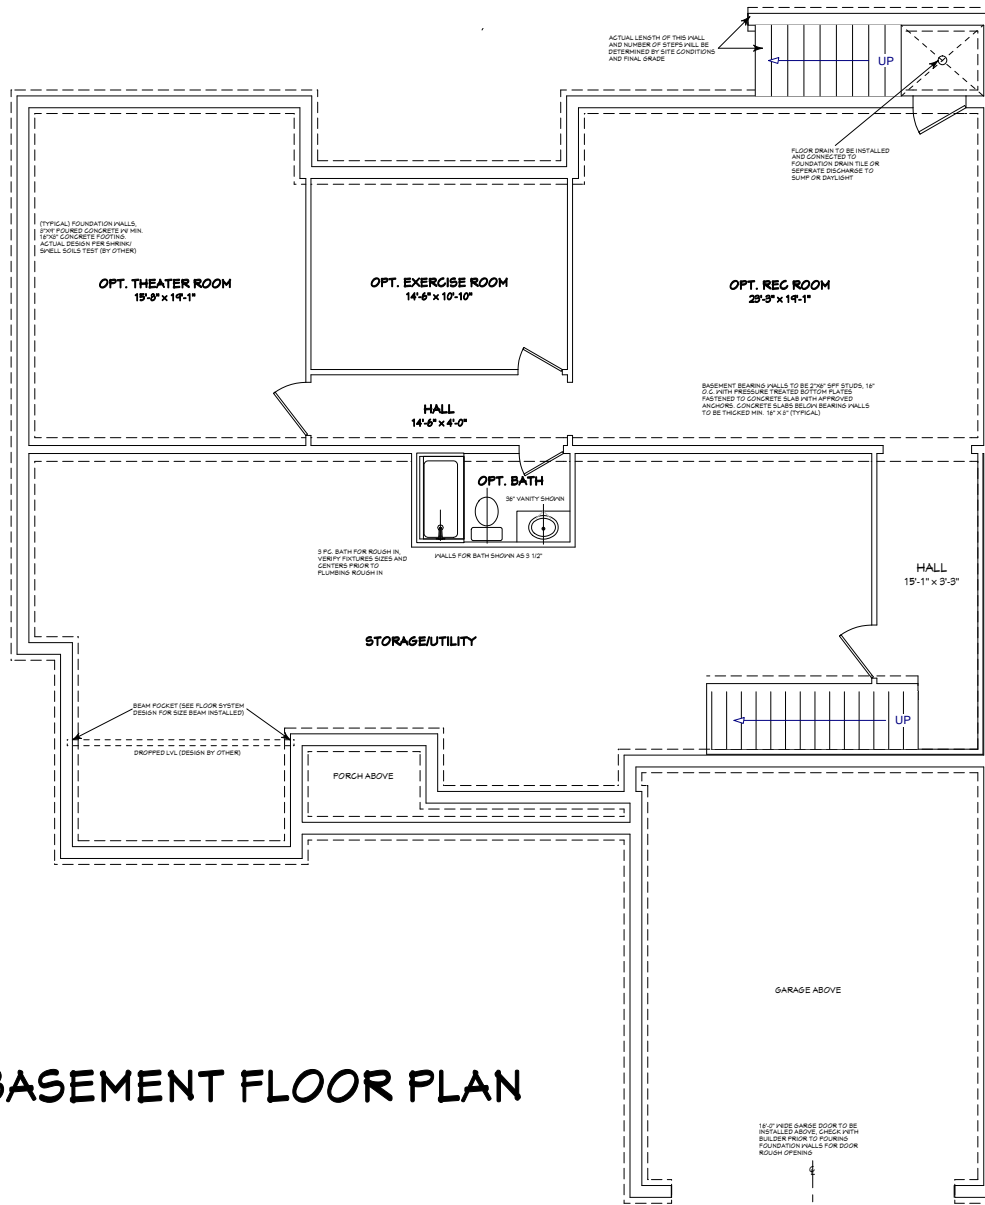 ACTUAL LENGTH OF THIS WALL
AND NUMBER OF STEPS WILL BE
DETERMINED BY SITE CONDITIONS
AND FINAL GRADE
UP
FLOOR DRAIN TO BE INSTALLED
AND CONNECTED TO
FOUNDATION DRAIN TILE OR
SEPERATE DISCHARGE TO
SUMP OR DAYLIGHT
(TYPICAL) FOUNDATION WALLS,
8"X9' POURED CONCRETE W/ MIN.
16"X8" CONCRETE FOOTING.
ACTUAL DESIGN PER SHRINK/
SWELL SOILS TEST (BY OTHER)
OPT. THEATER ROOM
15'-8" x 19'-1"
OPT. EXERCISE ROOM
14'-6" x 10'-10"
OPT. REC ROOM
23'-3" x 19'-1"
BASEMENT BEARING WALLS TO BE 2"X6" SPF STUDS, 16"
O.C. WITH PRESSURE TREATED BOTTOM PLATES
FASTENED TO CONCRETE SLAB WITH APPROVED
ANCHORS. CONCRETE SLABS BELOW BEARING WALLS
TO BE THICKED MIN. 16" X 8" (TYPICAL)
HALL
14'-6" x 4'-0"
OPT. BATH
36" VANITY SHOWN
WALLS FOR BATH SHOWN AS 3 1/2"
3 PC. BATH FOR ROUGH IN,
VERIFY FIXTURES SIZES AND
CENTERS PRIOR TO
PLUMBING ROUGH IN
HALL
15'-1" x 3'-3"
STORAGE/UTILITY
BEAM POCKET (SEE FLOOR SYSTEM
DESIGN FOR SIZE BEAM INSTALLED)
UP
DROPPED LVL (DESIGN BY OTHER)
PORCH ABOVE
GARAGE ABOVE
BASEMENT FLOOR PLAN
16'-0" WIDE GARGE DOOR TO BE
INSTALLED ABOVE, CHECK WITH
BUILDER PRIOR TO POURING
FOUNDATION WALLS FOR DOOR
ROUGH OPENING